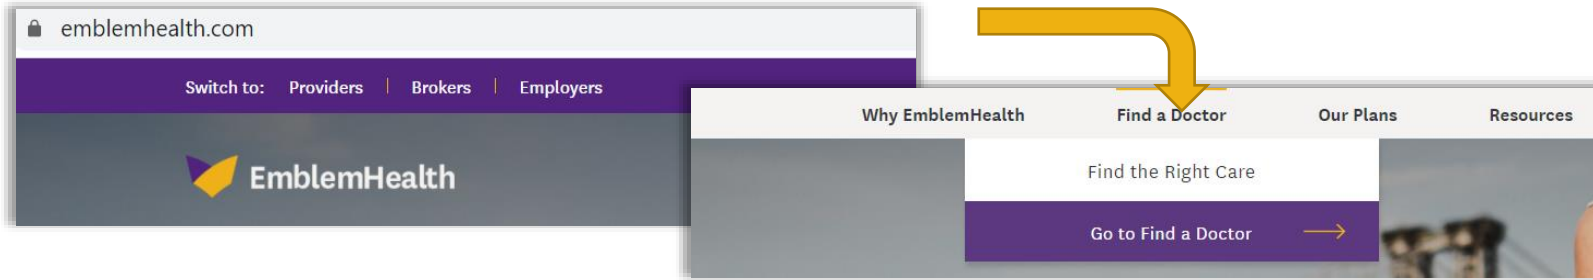 emblemhealth.com
Switch to: Providers | Brokers | Employers
EmblemHealth
Why EmblemHealth Find a Doctor Our Plans Resources
Find the Right Care
Go to Find a Doctor →